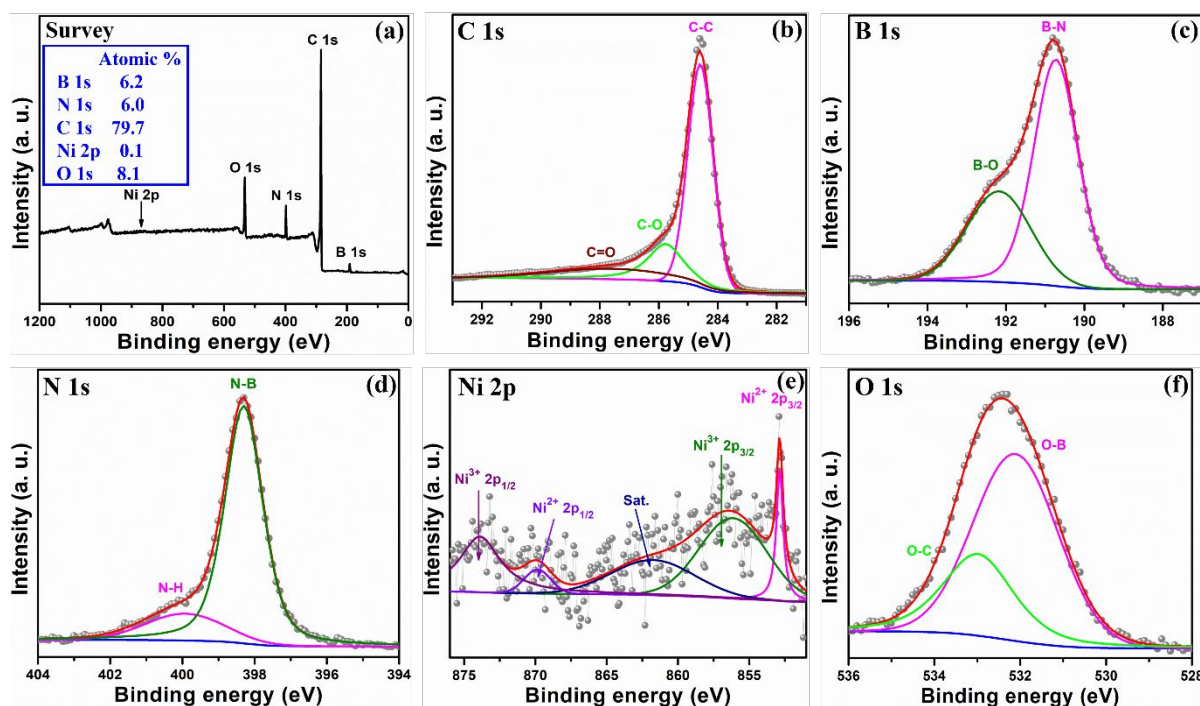 Survey
(a)
Atomic %
B 1s 6.2
N 1s 6.0
C 1s 79.7
Ni 2p 0.1
O 1s 8.1
C 1s
O 1s
N 1s
Ni 2p
B 1s
Intensity (a. u.)
1200 1000 800 600 400 200 0
Binding energy (eV)
C 1s
(b)
C-C
C-O
C=O
Intensity (a. u.)
292 290 288 286 284 282
Binding energy (eV)
B 1s
(c)
B-N
B-O
Intensity (a. u.)
196 194 192 190 188
Binding energy (eV)
N 1s
(d)
N-B
N-H
Intensity (a. u.)
404 402 400 398 396 394
Binding energy (eV)
Ni 2p
(e)
Ni²⁺ 2p₃/₂
Ni³⁺ 2p₃/₂
Ni³⁺ 2p₁/₂
Ni²⁺ 2p₁/₂
Sat.
Intensity (a. u.)
875 870 865 860 855
Binding energy (eV)
O 1s
(f)
O-B
O-C
Intensity (a. u.)
536 534 532 530 528
Binding energy (eV)